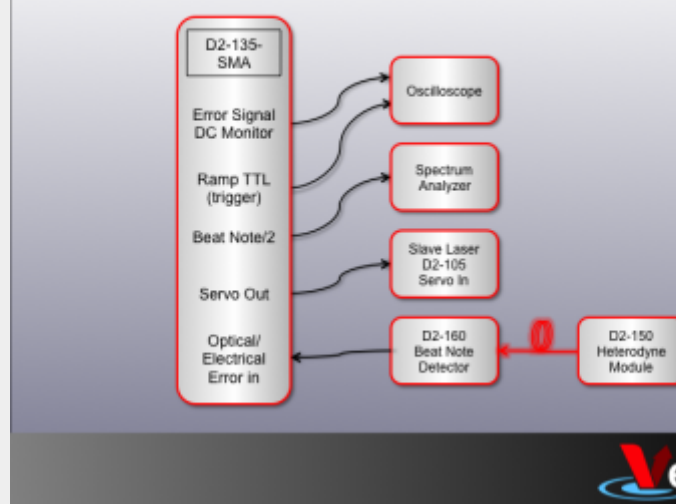 D2-135-
SMA
Error Signal
DC Monitor
Ramp TTL
(trigger)
Beat Note/2
Servo Out
Optical/
Electrical
Error in
Oscilloscope
Spectrum
Analyzer
Slave Laser
D2-105
Servo In
D2-160
Beat Note
Detector
D2-150
Heterodyne
Module
Ve